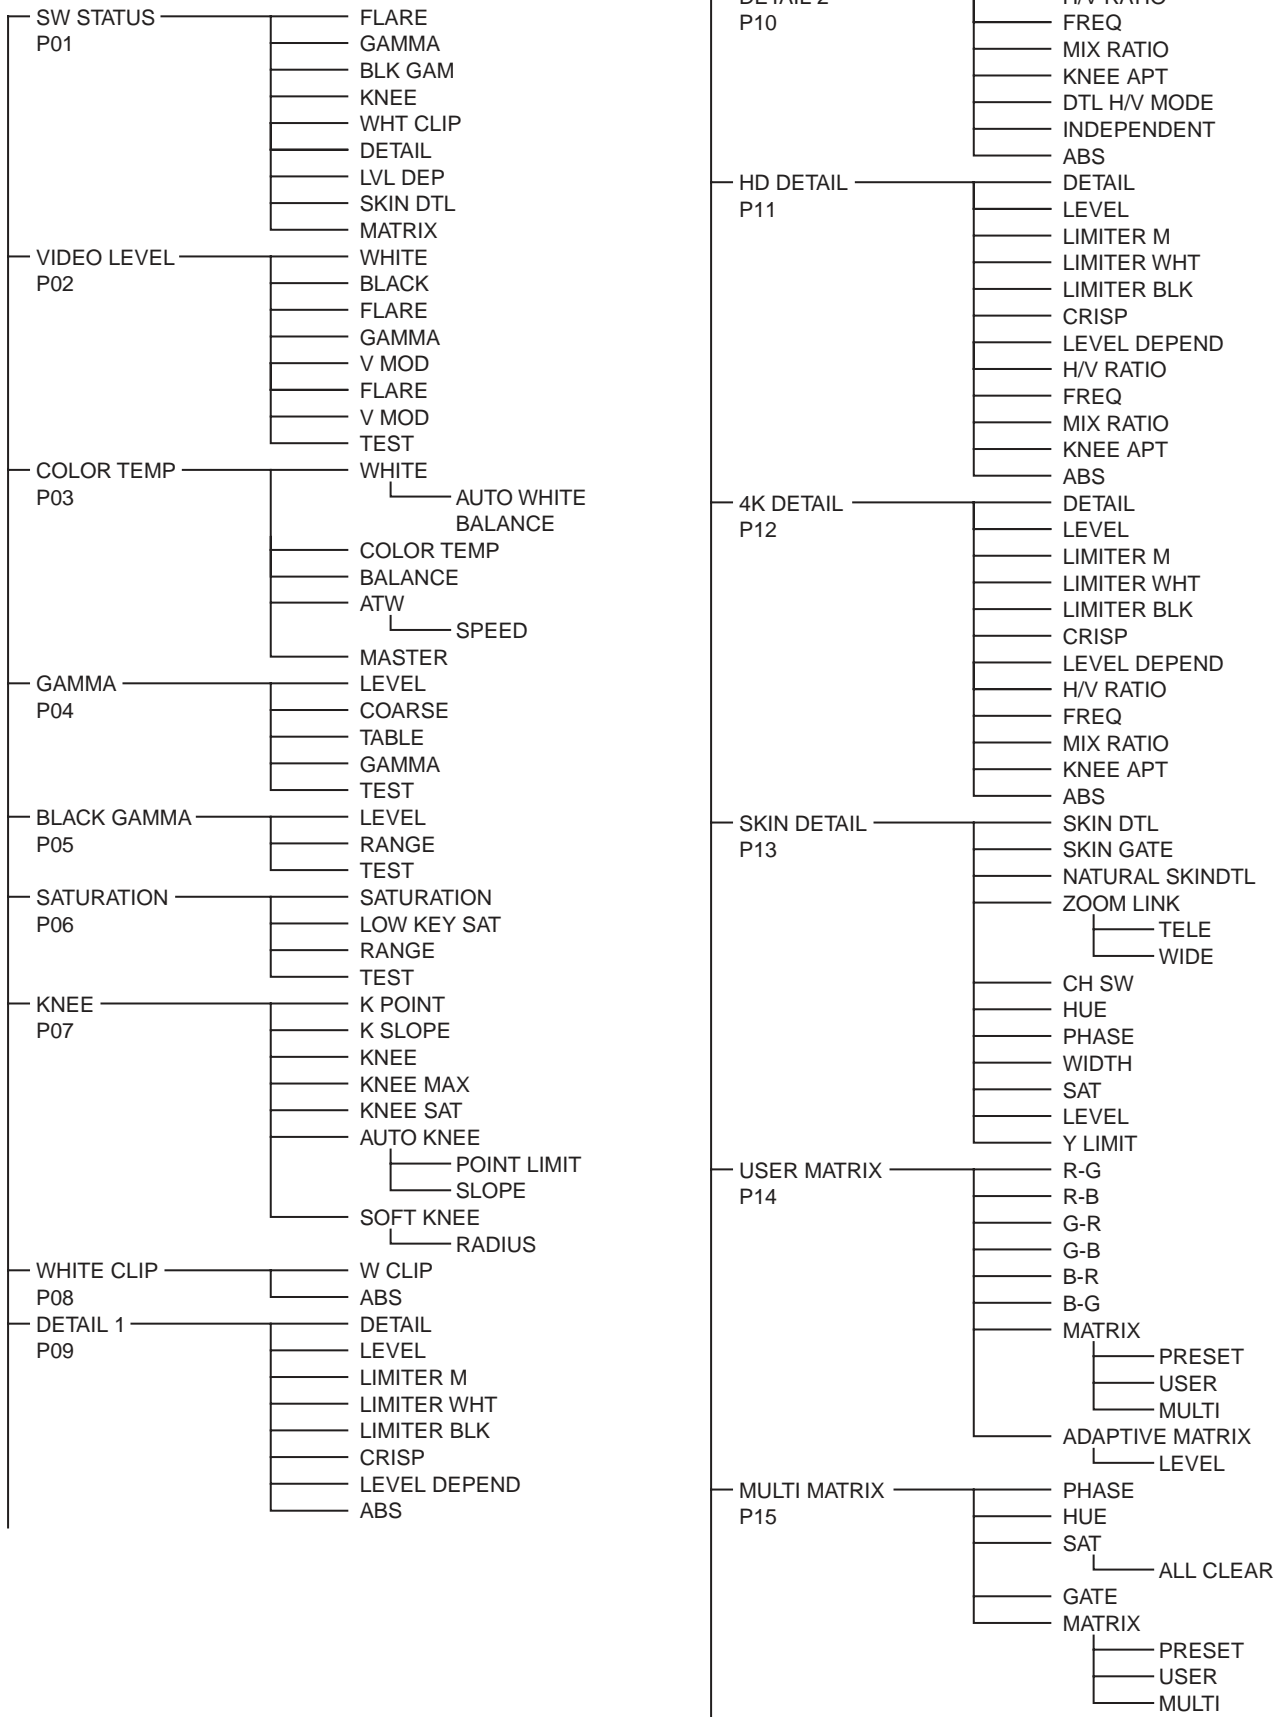 SW STATUS
P01
FLARE
GAMMA
BLK GAM
KNEE
WHT CLIP
DETAIL
LVL DEP
SKIN DTL
MATRIX
VIDEO LEVEL
P02
WHITE
BLACK
FLARE
GAMMA
V MOD
FLARE
V MOD
TEST
COLOR TEMP
P03
WHITE
AUTO WHITE
BALANCE
COLOR TEMP
BALANCE
ATW
SPEED
MASTER
GAMMA
P04
LEVEL
COARSE
TABLE
GAMMA
TEST
BLACK GAMMA
P05
LEVEL
RANGE
TEST
SATURATION
P06
SATURATION
LOW KEY SAT
RANGE
TEST
KNEE
P07
K POINT
K SLOPE
KNEE
KNEE MAX
KNEE SAT
AUTO KNEE
POINT LIMIT
SLOPE
SOFT KNEE
RADIUS
WHITE CLIP
P08
W CLIP
ABS
DETAIL 1
P09
DETAIL
LEVEL
LIMITER M
LIMITER WHT
LIMITER BLK
CRISP
LEVEL DEPEND
ABS
DETAIL 2
P10
H/V RATIO
FREQ
MIX RATIO
KNEE APT
DTL H/V MODE
INDEPENDENT
ABS
HD DETAIL
P11
DETAIL
LEVEL
LIMITER M
LIMITER WHT
LIMITER BLK
CRISP
LEVEL DEPEND
H/V RATIO
FREQ
MIX RATIO
KNEE APT
ABS
4K DETAIL
P12
DETAIL
LEVEL
LIMITER M
LIMITER WHT
LIMITER BLK
CRISP
LEVEL DEPEND
H/V RATIO
FREQ
MIX RATIO
KNEE APT
ABS
SKIN DETAIL
P13
SKIN DTL
SKIN GATE
NATURAL SKINDTL
ZOOM LINK
TELE
WIDE
CH SW
HUE
PHASE
WIDTH
SAT
LEVEL
Y LIMIT
USER MATRIX
P14
R-G
R-B
G-R
G-B
B-R
B-G
MATRIX
PRESET
USER
MULTI
ADAPTIVE MATRIX
LEVEL
MULTI MATRIX
P15
PHASE
HUE
SAT
ALL CLEAR
GATE
MATRIX
PRESET
USER
MULTI